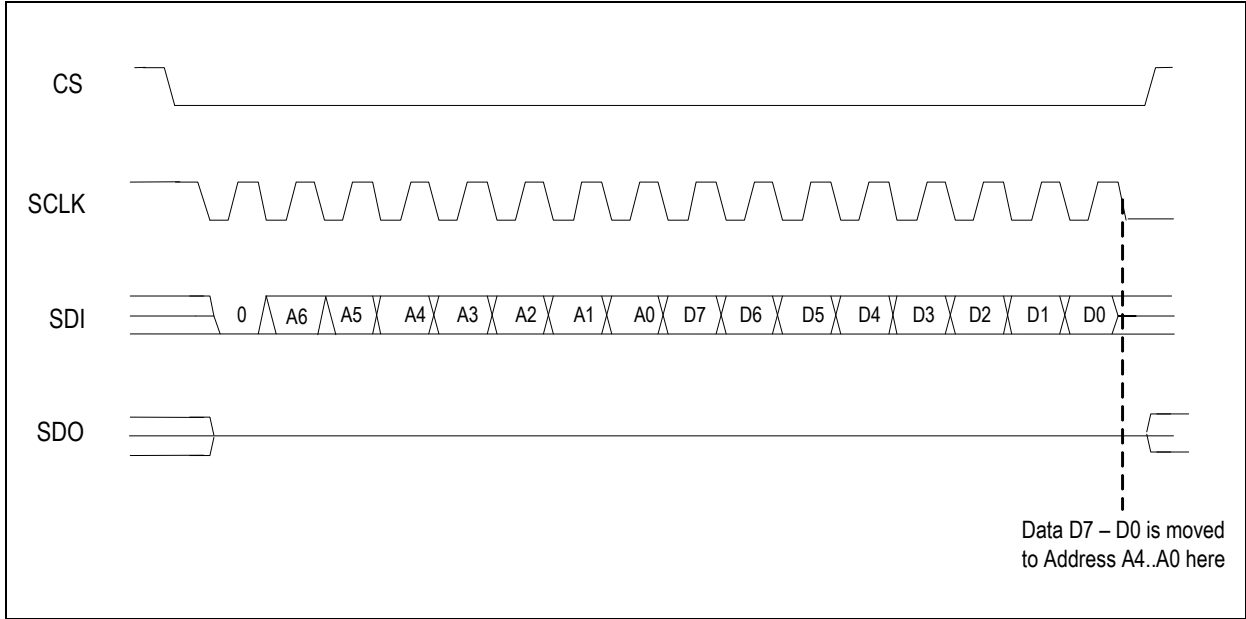 CS
SCLK
SDI 0 A6 A5 A4 A3 A2 A1 A0 D7 D6 D5 D4 D3 D2 D1 D0
SDO
Data D7 – D0 is moved
to Address A4..A0 here